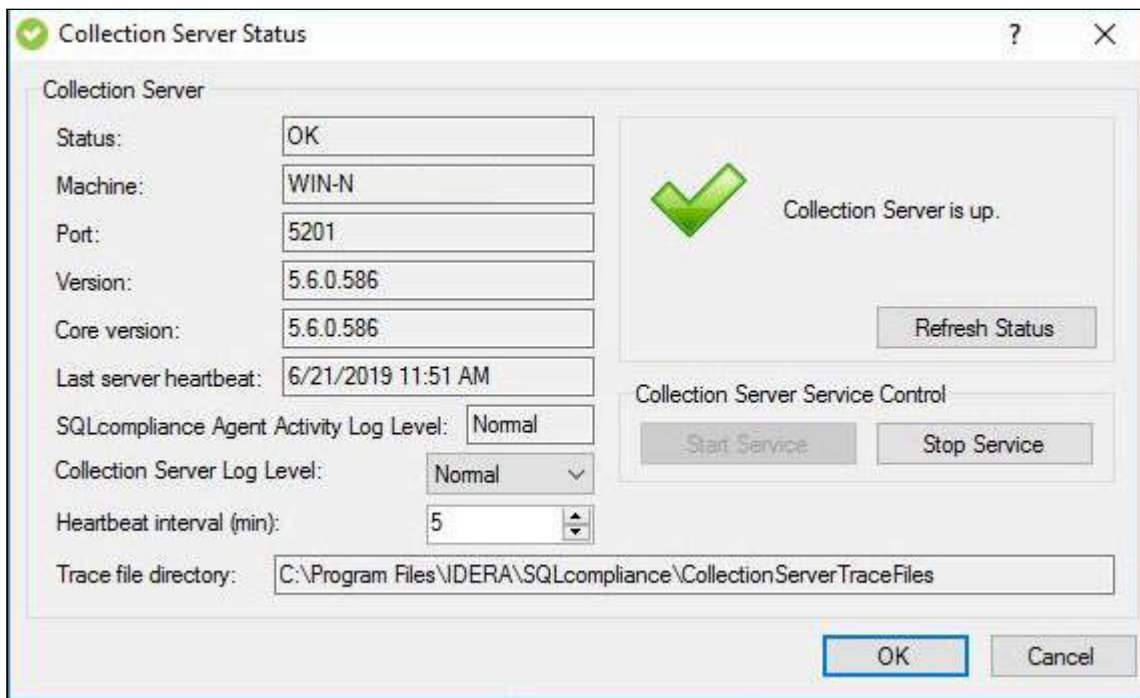 Collection Server Status
?
Collection Server
Status: OK
Machine: WIN-N
Port: 5201
Version: 5.6.0.586
Core version: 5.6.0.586
Last server heartbeat: 6/21/2019 11:51 AM
SQLcompliance Agent Activity Log Level: Normal
Collection Server Log Level: Normal
Heartbeat interval (min): 5
Trace file directory: C:\Program Files\IDERA\SQLcompliance\CollectionServerTraceFiles
Collection Server is up.
Refresh Status
Collection Server Service Control
Start Service Stop Service
OK Cancel